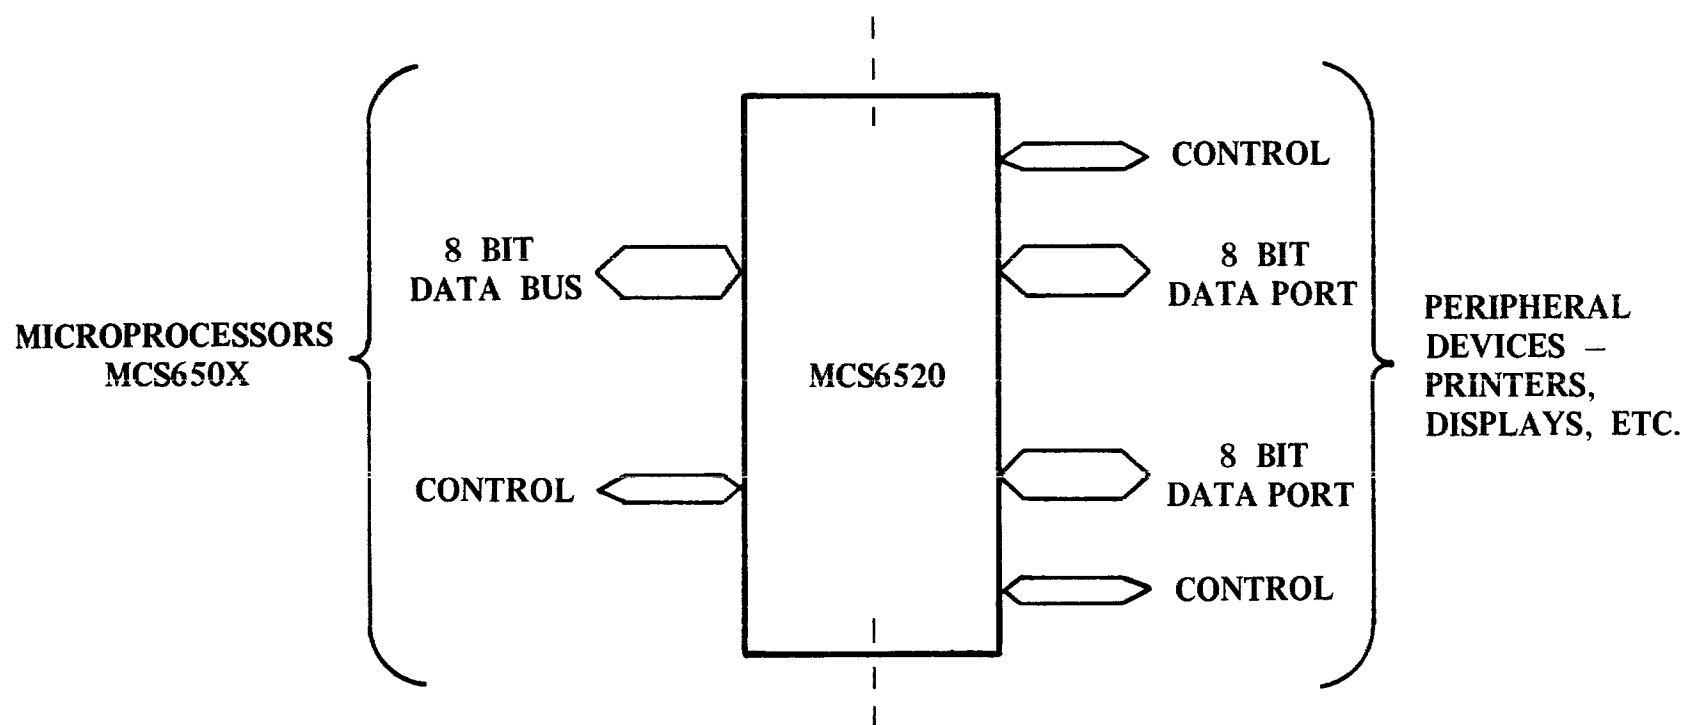 MICROPROCESSORS
MCS650X
8 BIT
DATA BUS
CONTROL
MCS6520
CONTROL
8 BIT
DATA PORT
8 BIT
DATA PORT
CONTROL
PERIPHERAL
DEVICES –
PRINTERS,
DISPLAYS, ETC.